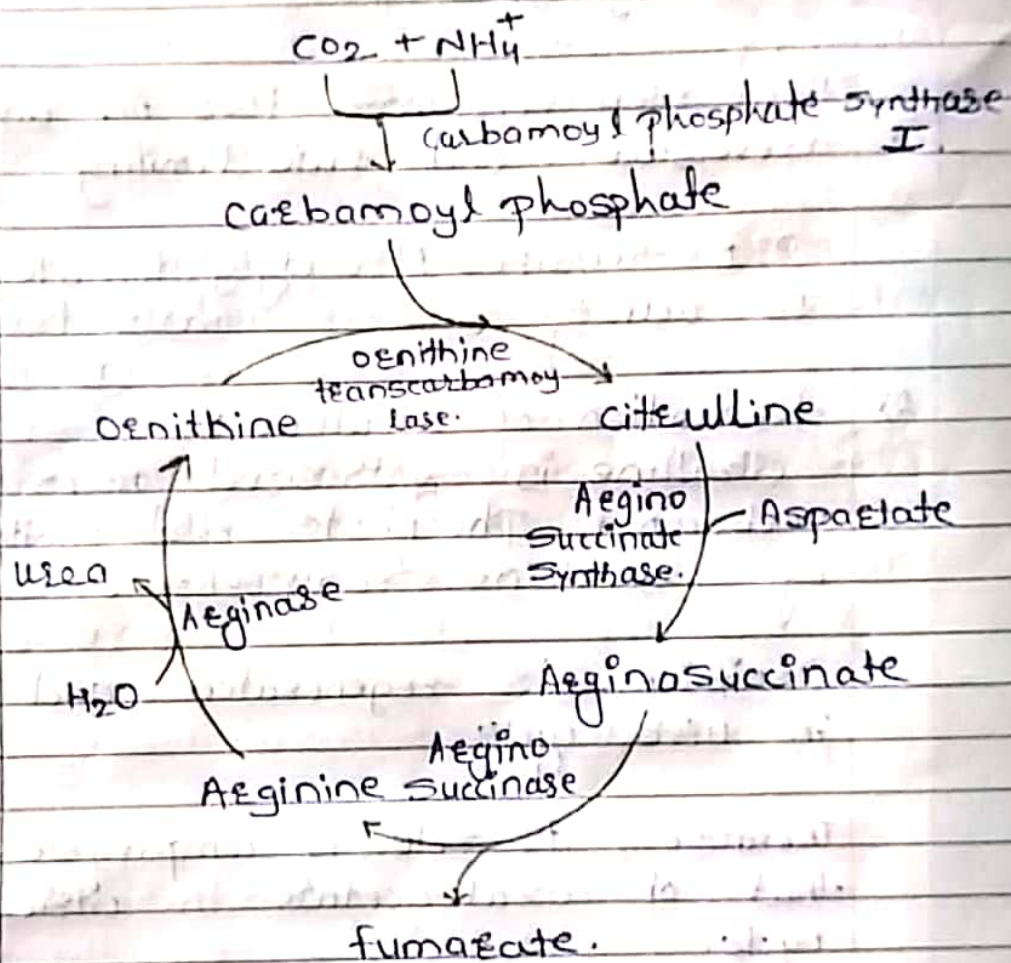 CO2 + NH4+
Carbamoyl phosphate synthase
I
Carbamoyl phosphate
Ornithine
transcarbamoy
lase.
Ornithine
Citrulline
Argino
Succinate
Synthase.
Aspartate
Urea
Arginase
H2O
Arginosuccinate
Argino
Succinase
Arginine
fumarate.